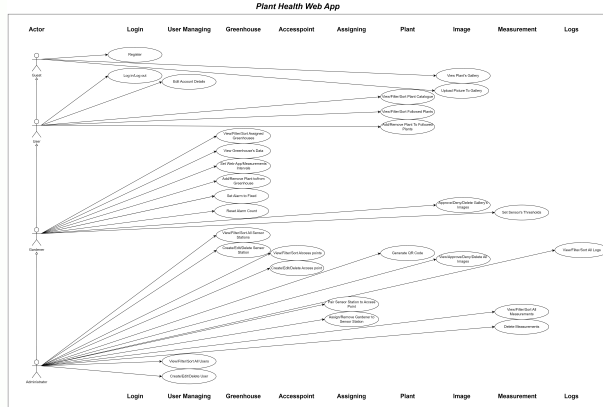 Plant Health Web App
Actor Login User Managing Greenhouse Accesspoint Assigning Plant Image Measurement Logs
Register
Guest
View Plant's Gallery
Login/Log out
Edit Account Details
Upload Picture To Gallery
View/Filter/Sort Plant Catalogue
View/Filter/Sort Followed Plants
Add/Remove Plant To Followed
Plants
User
View/Filter/Sort Assigned
Greenhouses
View Greenhouse's Data
Set Web App/Measurements
Intervals
Add/Remove Plant to/from
Greenhouse
Set Alarm to Fixed
Reset Alarm Count
Approve/Deny/Delete Gallery's
Images
Set Sensor's Thresholds
Gardener
View/Filter/Sort All Sensor
Stations
Create/Edit/Delete Sensor
Station
View/Filter/Sort Access points
Create/Edit/Delete Access point
Generate QR Code
View/Approve/Deny/Delete All
Images
View/Filter/Sort All Logs
Pair Sensor Station to Access
Point
Assign/Remove Gardener to
Sensor Station
View/Filter/Sort All
Measurements
Delete Measurements
View/Filter/Sort All Users
Create/Edit/Delete User
Administrator
Login User Managing Greenhouse Accesspoint Assigning Plant Image Measurement Logs